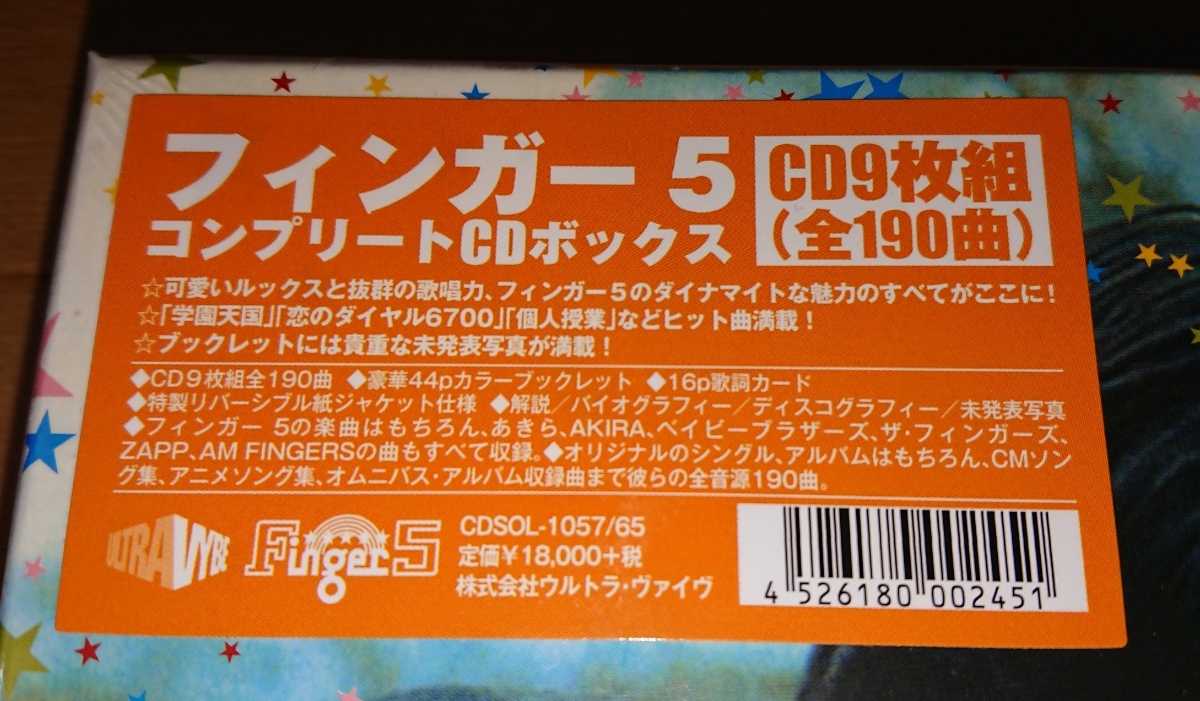 フィンガー 5
コンプリートCDボックス
CD9枚組
(全190曲)
☆可愛いルックスと抜群の歌唱力、フィンガー5のダイナマイトな魅力のすべてがここに!
☆「学園天国」「恋のダイヤル6700」「個人授業」などヒット曲満載!
☆ブックレットには貴重な未発表写真が満載!
◆CD9枚組全190曲 ◆豪華44pカラーブックレット ◆16p歌詞カード
◆特製リバーシブル紙ジャケット仕様 ◆解説/バイオグラフィー/ディスコグラフィー/未発表写真
◆フィンガー 5の楽曲はもちろん、あきら、AKIRA、ベイビーブラザーズ、ザ・フィンガーズ、
ZAPP、AM FINGERSの曲もすべて収録。◆オリジナルのシングル、アルバムはもちろん、CMソン
グ集、アニメソング集、オムニバス・アルバム収録曲まで彼らの全音源190曲。
ULTRA VYBE
Finger 5
CDSOL-1057/65
定価¥18,000+税
株式会社ウルトラ・ヴァイヴ
4 526180 002451